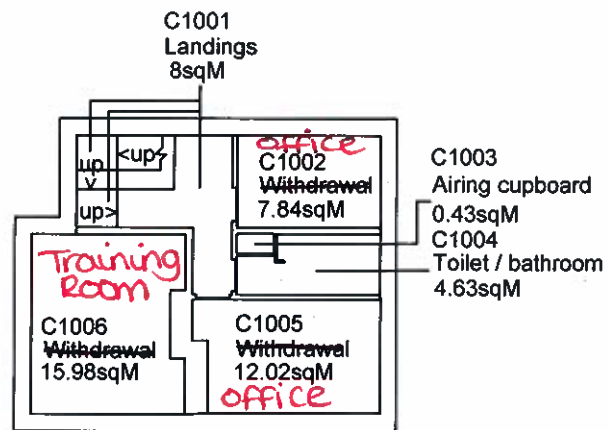 C1001
Landings
8sqM
up
<up
up>
office
C1002
Withdrawal
7.84sqM
C1003
Airing cupboard
0.43sqM
C1004
Toilet / bathroom
4.63sqM
Training
Room
C1006
Withdrawal
15.98sqM
C1005
Withdrawal
12.02sqM
office